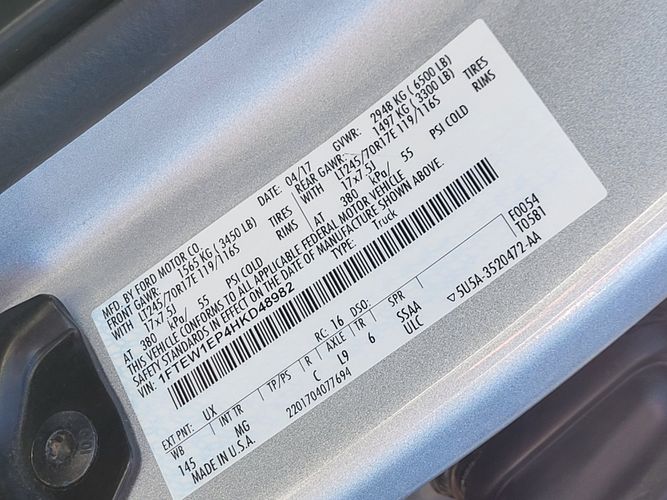 MFD. BY FORD MOTOR CO. DATE: 04/17 GVWR: 2948 KG ( 6500 LB)
FRONT GAWR: 1565 KG ( 3450 LB) REAR GAWR: 1497 KG ( 3300 LB)
WITH LT245/70R17E 119/116S TIRES WITH LT245/70R17E 119/116S TIRES
17x7.5J RIMS 17x7.5J RIMS
AT 380 kPa/ 55 PSI COLD AT 380 kPa/ 55 PSI COLD
THIS VEHICLE CONFORMS TO ALL APPLICABLE FEDERAL MOTOR VEHICLE
SAFETY STANDARDS IN EFFECT ON THE DATE OF MANUFACTURE SHOWN ABOVE.
VIN: 1FTEW1EP4HKD48982 TYPE: Truck
F0054
T0581
EXT PNT: UX RC: 16 DSO:
WB INT TR TP/PS R AXLE TR SPR
145 MG C L9 6 SSAA
ULC
MADE IN U.S.A. 2201704077694 ▽5U5A-3520472-AA